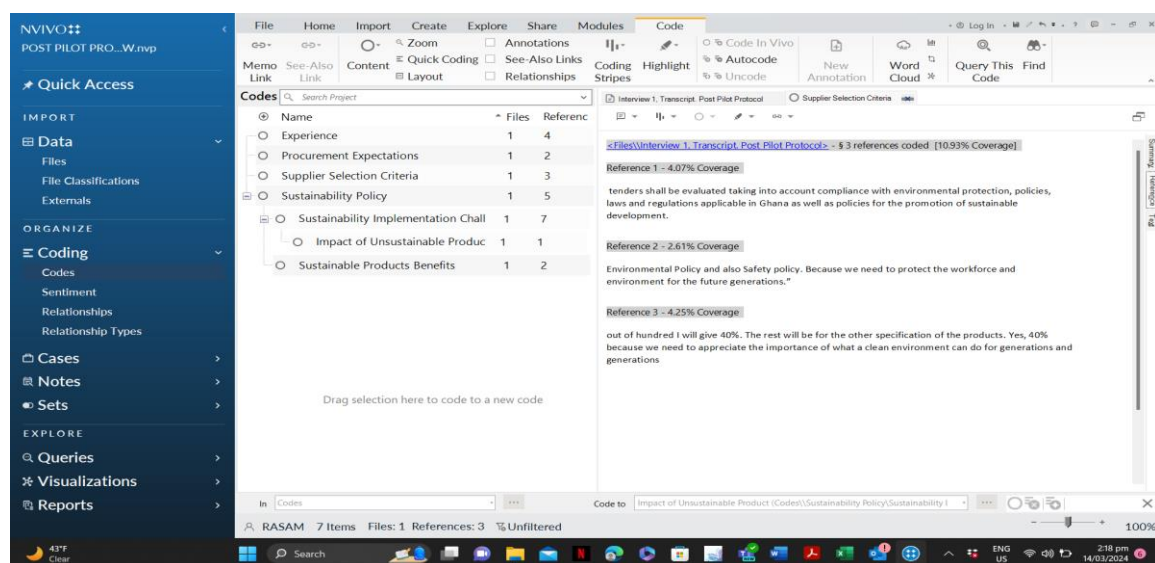 NVIVO
POST PILOT PRO...W.nvp
Quick Access
IMPORT
Data
Files
File Classifications
Externals
ORGANIZE
Coding
Codes
Sentiment
Relationships
Relationship Types
Cases
Notes
Sets
EXPLORE
Queries
Visualizations
Reports
File Home Import Create Explore Share Modules Code
Log In
Memo Link
See-Also Link
Content
Zoom
Quick Coding
Layout
Annotations
See-Also Links
Relationships
Coding Stripes
Highlight
Code In Vivo
Autocode
Uncode
New Annotation
Word Cloud
Query This Code
Find
Codes Search Project
Name Files Referenc
Experience 1 4
Procurement Expectations 1 2
Supplier Selection Criteria 1 3
Sustainability Policy 1 5
Sustainability Implementation Chall 1 7
Impact of Unsustainable Produc 1 1
Sustainable Products Benefits 1 2
Drag selection here to code to a new code
Interview 1, Transcript. Post Pilot Protocol
Supplier Selection Criteria
<Files\\Interview 1, Transcript. Post Pilot Protocol> - § 3 references coded [10.93% Coverage]
Reference 1 - 4.07% Coverage
tenders shall be evaluated taking into account compliance with environmental protection, policies,
laws and regulations applicable in Ghana as well as policies for the promotion of sustainable
development.
Reference 2 - 2.61% Coverage
Environmental Policy and also Safety policy. Because we need to protect the workforce and
environment for the future generations."
Reference 3 - 4.25% Coverage
out of hundred I will give 40%. The rest will be for the other specification of the products. Yes, 40%
because we need to appreciate the importance of what a clean environment can do for generations and
generations
Summary
Reference
Text
In Codes
Code to Impact of Unsustainable Product (Codes\\Sustainability Policy\Sustainability I
RASAM 7 Items Files: 1 References: 3 Unfiltered
100%
43°F
Clear
Search
ENG
US
2:18 pm
14/03/2024